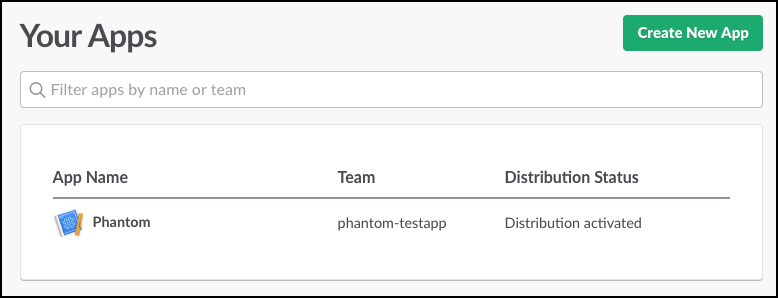 Your Apps
Create New App
Filter apps by name or team
App Name Team Distribution Status
Phantom phantom-testapp Distribution activated